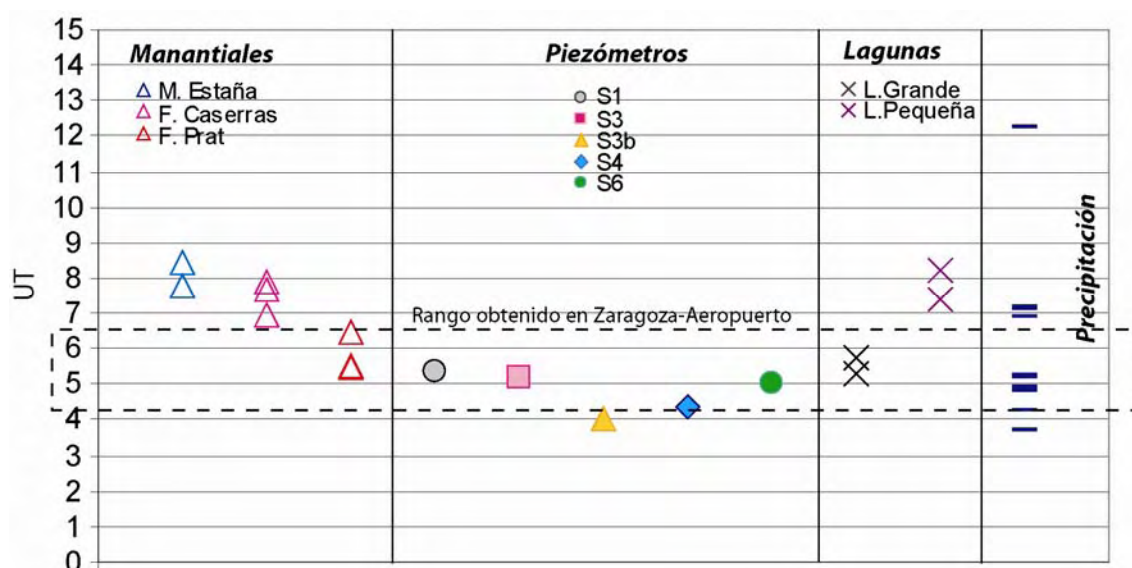 15
14
13
12
11
10
9
8
7
6
5
4
3
2
1
0
UT
Manantiales
M. Estaña
F. Caserras
F. Prat
Piezómetros
S1
S3
S3b
S4
S6
Lagunas
L.Grande
L.Pequeña
Precipitación
Rango obtenido en Zaragoza-Aeropuerto